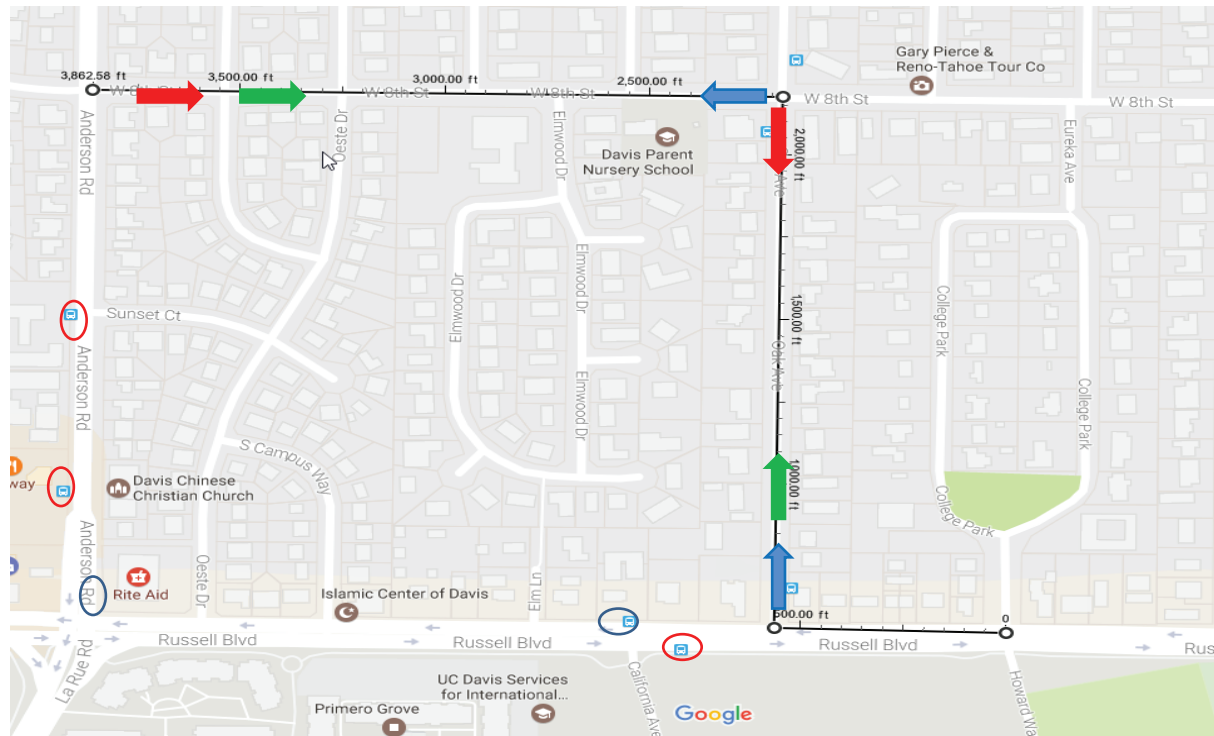 3,862.58 ft
3,500.00 ft
3,000.00 ft
2,500.00 ft
Gary Pierce &
Reno-Tahoe Tour Co
W 8th St
W 8th St
W 8th St
W 8th St
Anderson Rd
Elmwood Dr
Davis Parent
Nursery School
2,000.00 ft
Ave
Eureka Ave
Sunset Ct
Anderson Rd
Elmwood Dr
Elmwood Dr
Elmwood Dr
1,500.00 ft
Oak Ave
College Park
College Park
S Campus Way
way
Davis Chinese
Christian Church
1000.00 ft
College Park
Anderson Rd
Oeste Dr
Rite Aid
Islamic Center of Davis
Elm Ln
500.00 ft
0
Russell Blvd
Russell Blvd
Russell Blvd
Rus
La Rue Rd
UC Davis Services
for International...
California Ave
Howard Wa
Primero Grove
Google